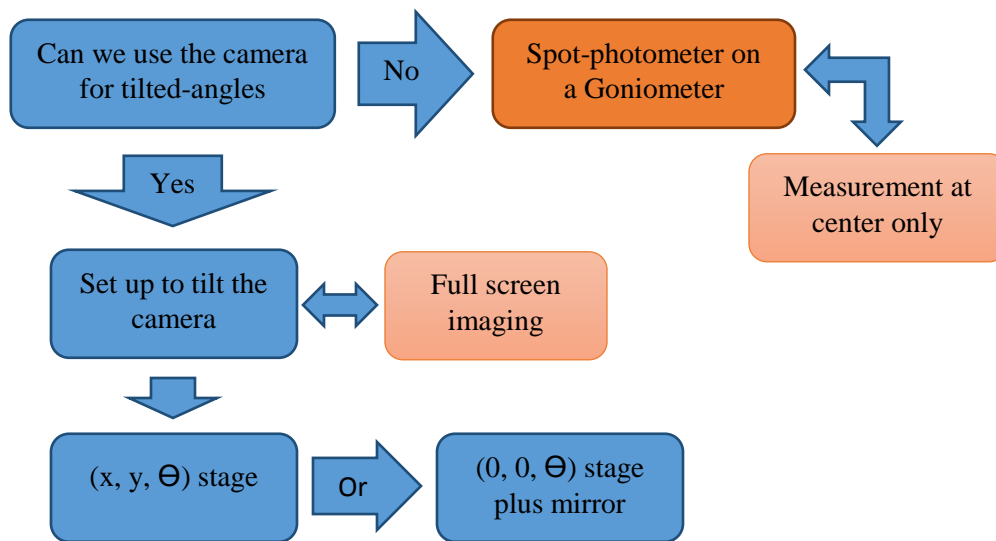 Can we use the camera
for tilted-angles
No
Spot-photometer on
a Goniometer
Yes
Measurement at
center only
Set up to tilt the
camera
Full screen
imaging
(x, y, ϴ) stage
Or
(0, 0, ϴ) stage
plus mirror